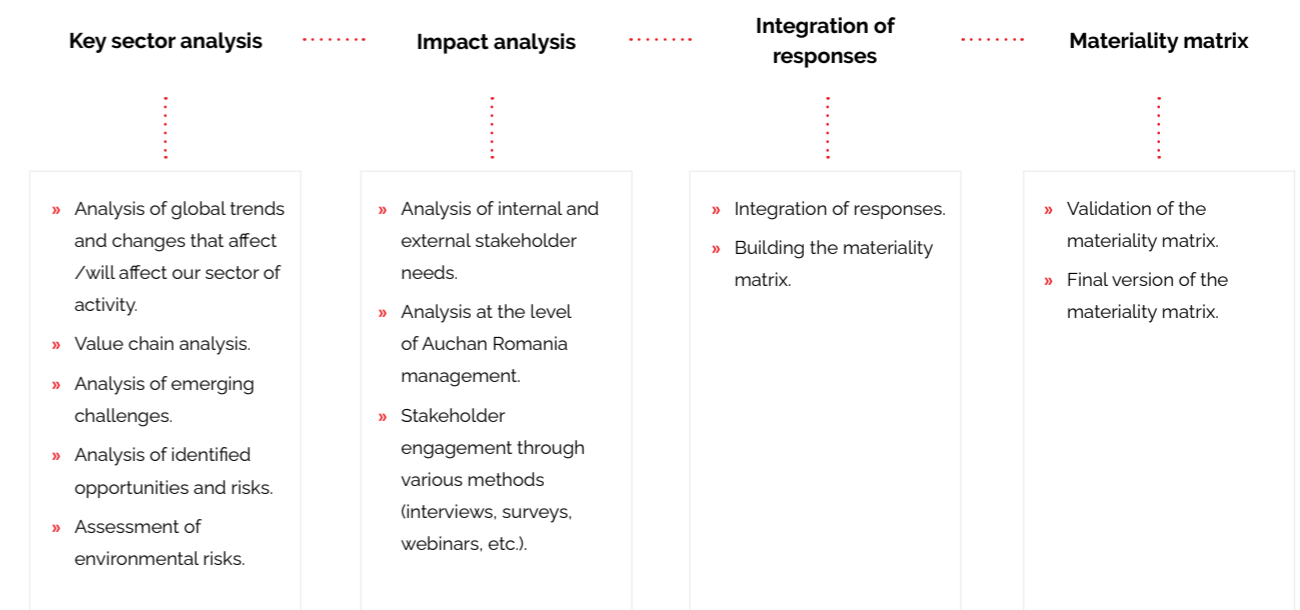 Key sector analysis
Impact analysis
Integration of
responses
Materiality matrix
» Analysis of global trends
and changes that affect
/will affect our sector of
activity.
» Value chain analysis.
» Analysis of emerging
challenges.
» Analysis of identified
opportunities and risks.
» Assessment of
environmental risks.
» Analysis of internal and
external stakeholder
needs.
» Analysis at the level
of Auchan Romania
management.
» Stakeholder
engagement through
various methods
(interviews, surveys,
webinars, etc.).
» Integration of responses.
» Building the materiality
matrix.
» Validation of the
materiality matrix.
» Final version of the
materiality matrix.